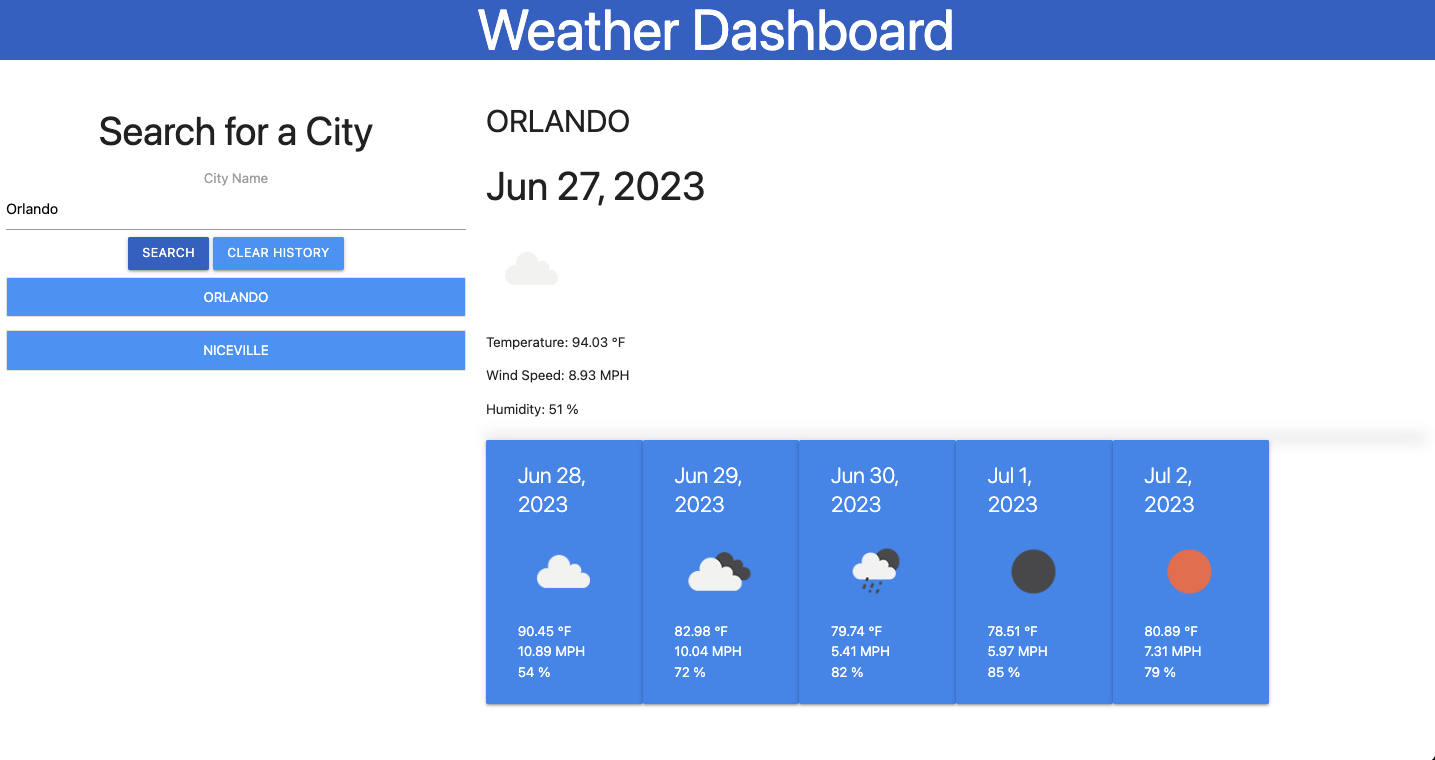 Weather Dashboard
Search for a City
City Name
Orlando
SEARCH
CLEAR HISTORY
ORLANDO
NICEVILLE
ORLANDO
Jun 27, 2023
Temperature: 94.03 °F
Wind Speed: 8.93 MPH
Humidity: 51 %
Jun 28,
2023
90.45 °F
10.89 MPH
54 %
Jun 29,
2023
82.98 °F
10.04 MPH
72 %
Jun 30,
2023
79.74 °F
5.41 MPH
82 %
Jul 1,
2023
78.51 °F
5.97 MPH
85 %
Jul 2,
2023
80.89 °F
7.31 MPH
79 %